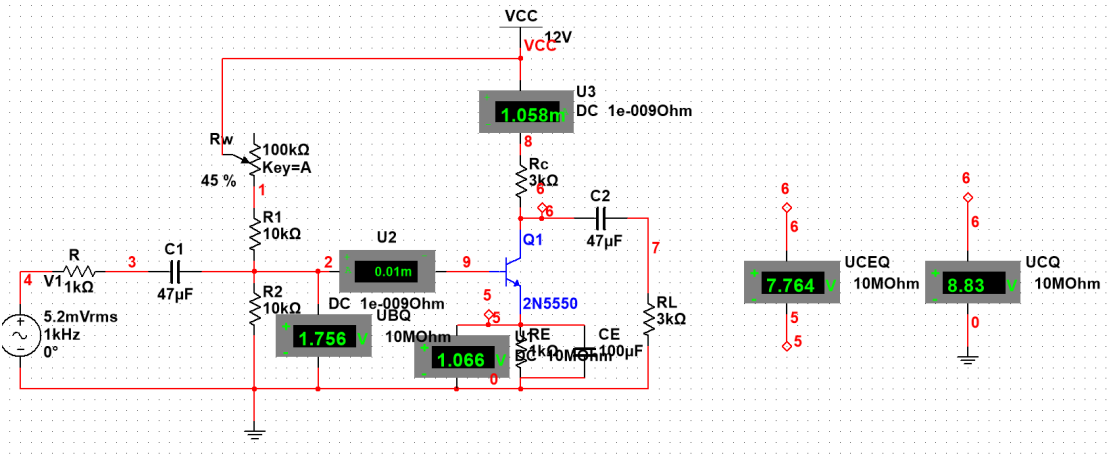 VCC
12V
VCC
U3
1.058m
DC 1e-009Ohm
8
Rw
100kΩ
Key=A
45 %
1
Rc
3kΩ
6
6
C2
47µF
R1
10kΩ
U2
Q1
7
R
1kΩ
3
C1
47µF
2
0.01m
9
4
V1
DC 1e-009Ohm
2N5550
R2
10kΩ
5
5
RL
3kΩ
5.2mVrms
1kHz
0°
UBQ
10MOhm
1.756 V
1.066 V
RE
1kΩ
DC 10MOhm
CE
100µF
0
6
6
UCEQ
7.764 V
10MOhm
5
5
6
6
UCQ
8.83 V
10MOhm
0